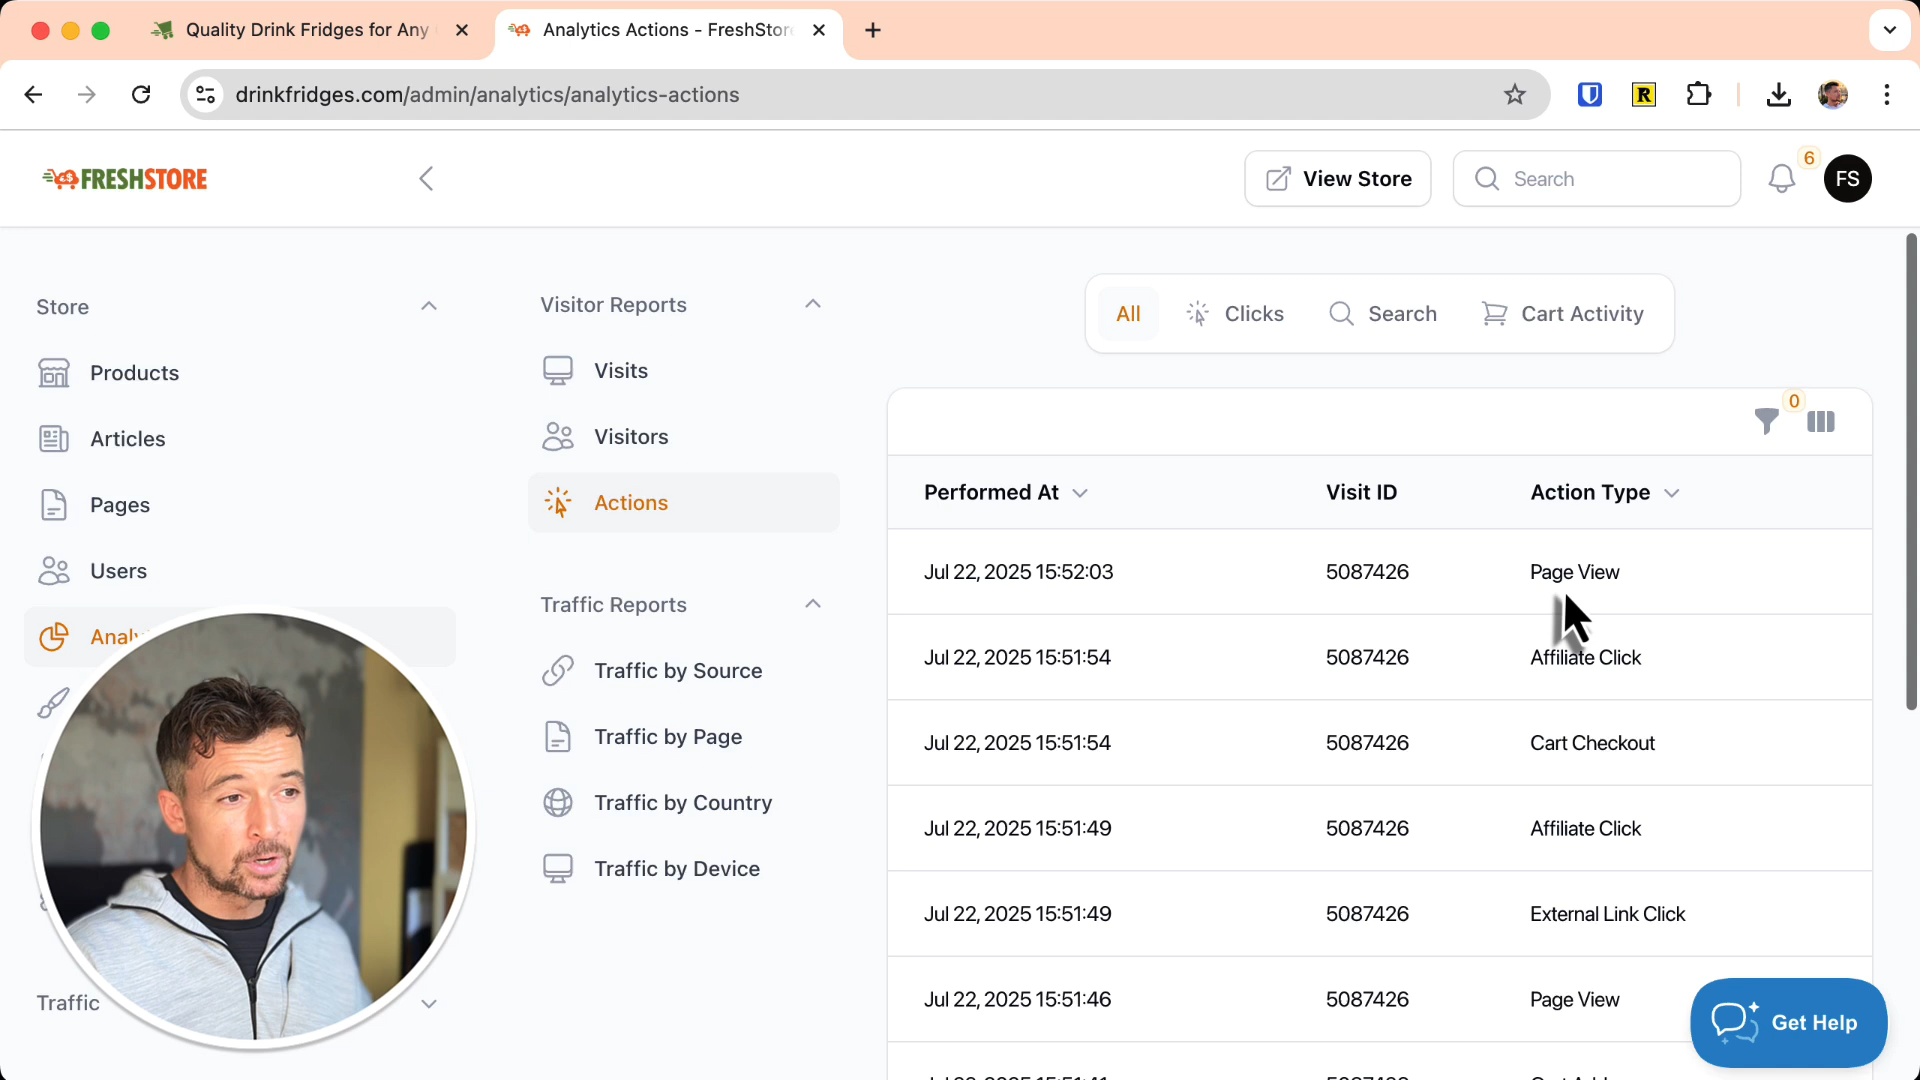 Quality Drink Fridges for Any
Analytics Actions - FreshStor
drinkfridges.com/admin/analytics/analytics-actions
R
FRESHSTORE
View Store
Search
6
FS
Store
Products
Articles
Pages
Users
Analy
Traffic
Visitor Reports
Visits
Visitors
Actions
Traffic Reports
Traffic by Source
Traffic by Page
Traffic by Country
Traffic by Device
All
Clicks
Search
Cart Activity
0
Performed At
Visit ID
Action Type
Jul 22, 2025 15:52:03
5087426
Page View
Jul 22, 2025 15:51:54
5087426
Affiliate Click
Jul 22, 2025 15:51:54
5087426
Cart Checkout
Jul 22, 2025 15:51:49
5087426
Affiliate Click
Jul 22, 2025 15:51:49
5087426
External Link Click
Jul 22, 2025 15:51:46
5087426
Page View
Get Help